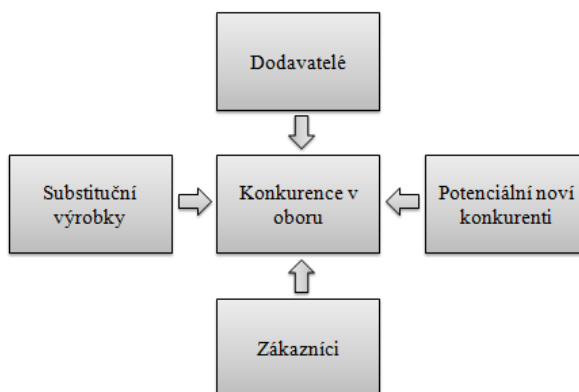 Dodavatelé
Substituční
výrobky
Konkurence v
oboru
Potenciální noví
konkurenti
Zákazníci